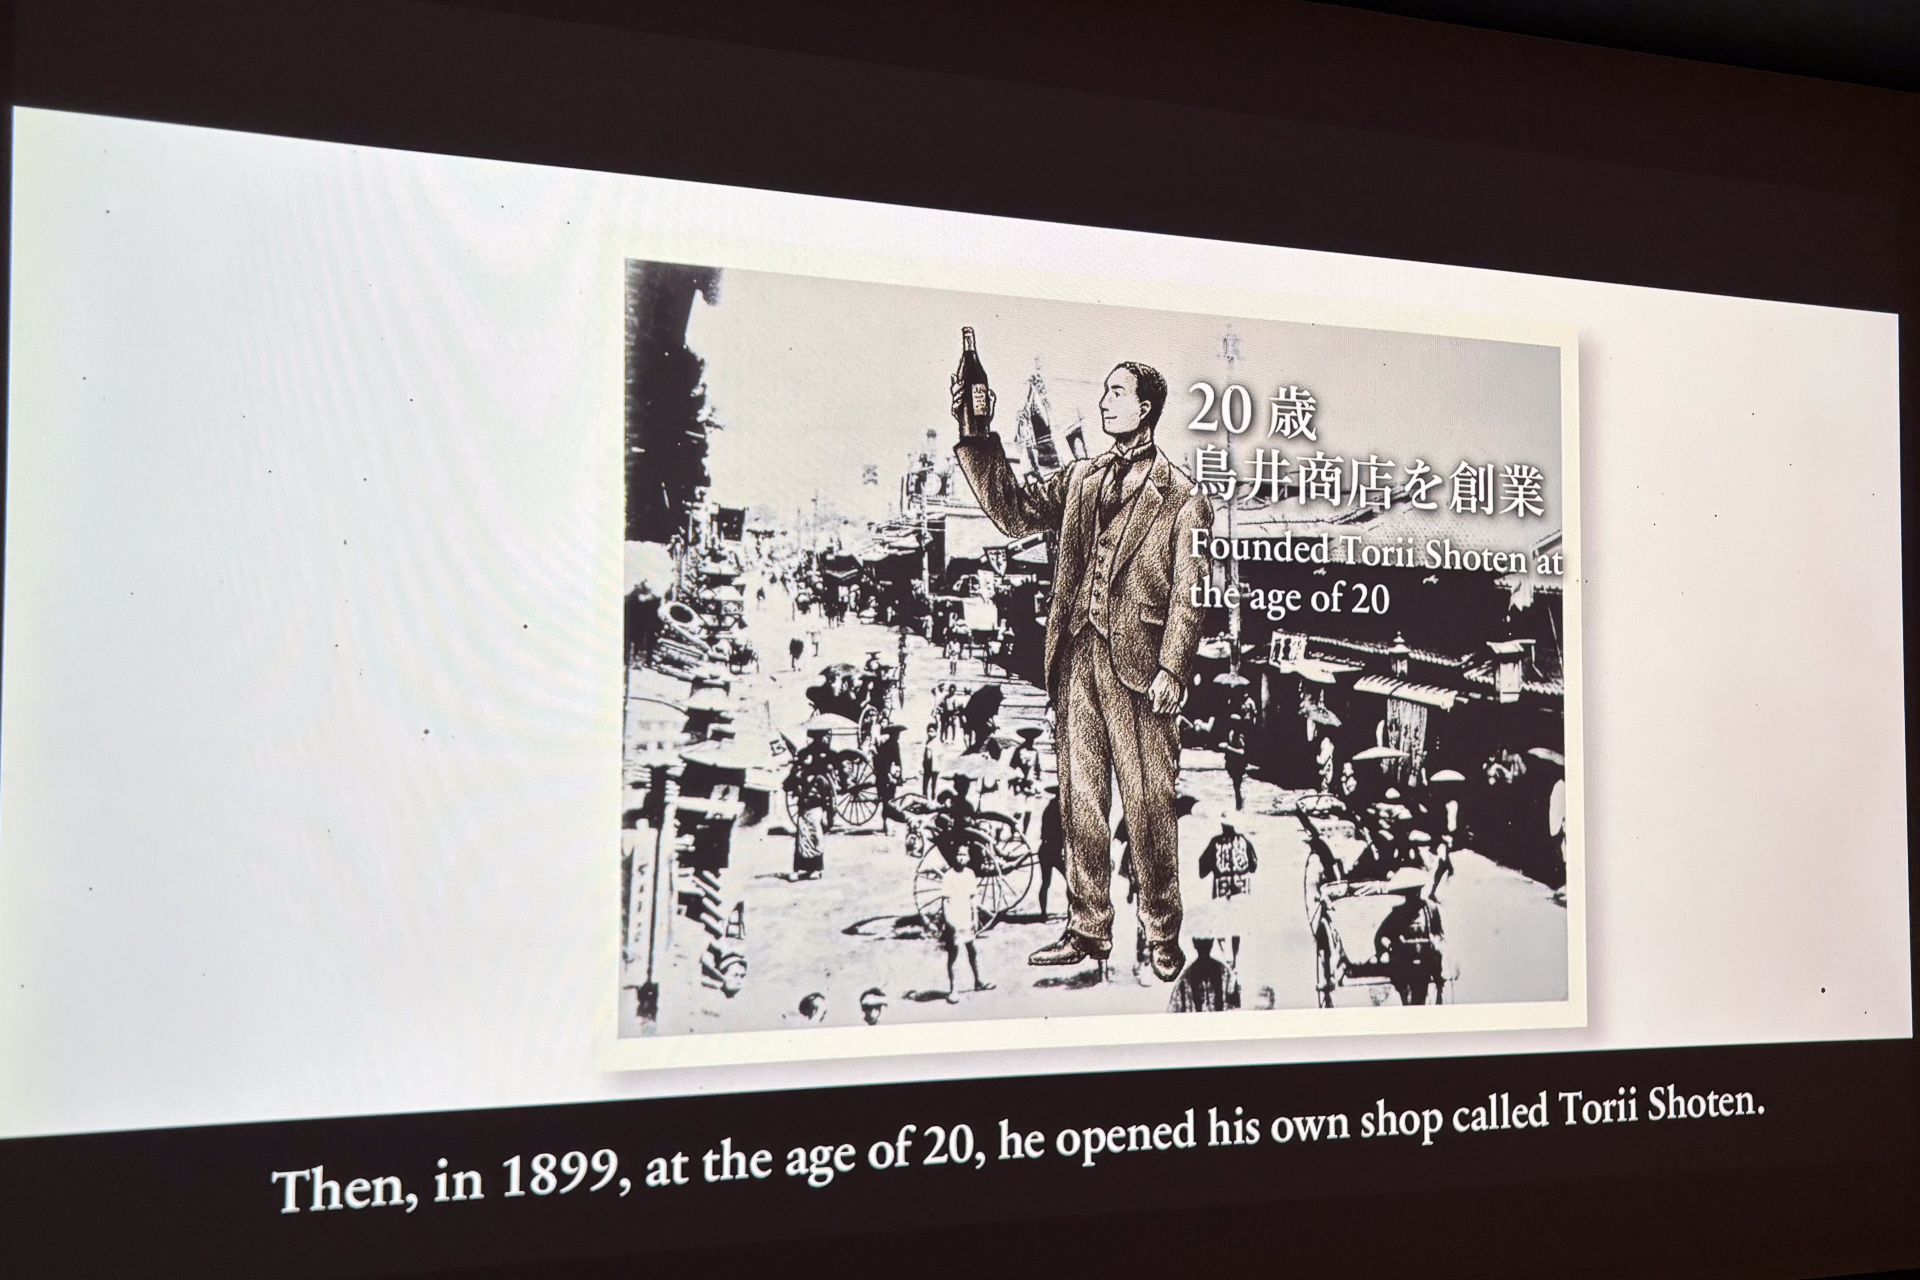 20 歳
鳥井商店を創業
Founded Torii Shoten at
the age of 20
Then, in 1899, at the age of 20, he opened his own shop called Torii Shoten.